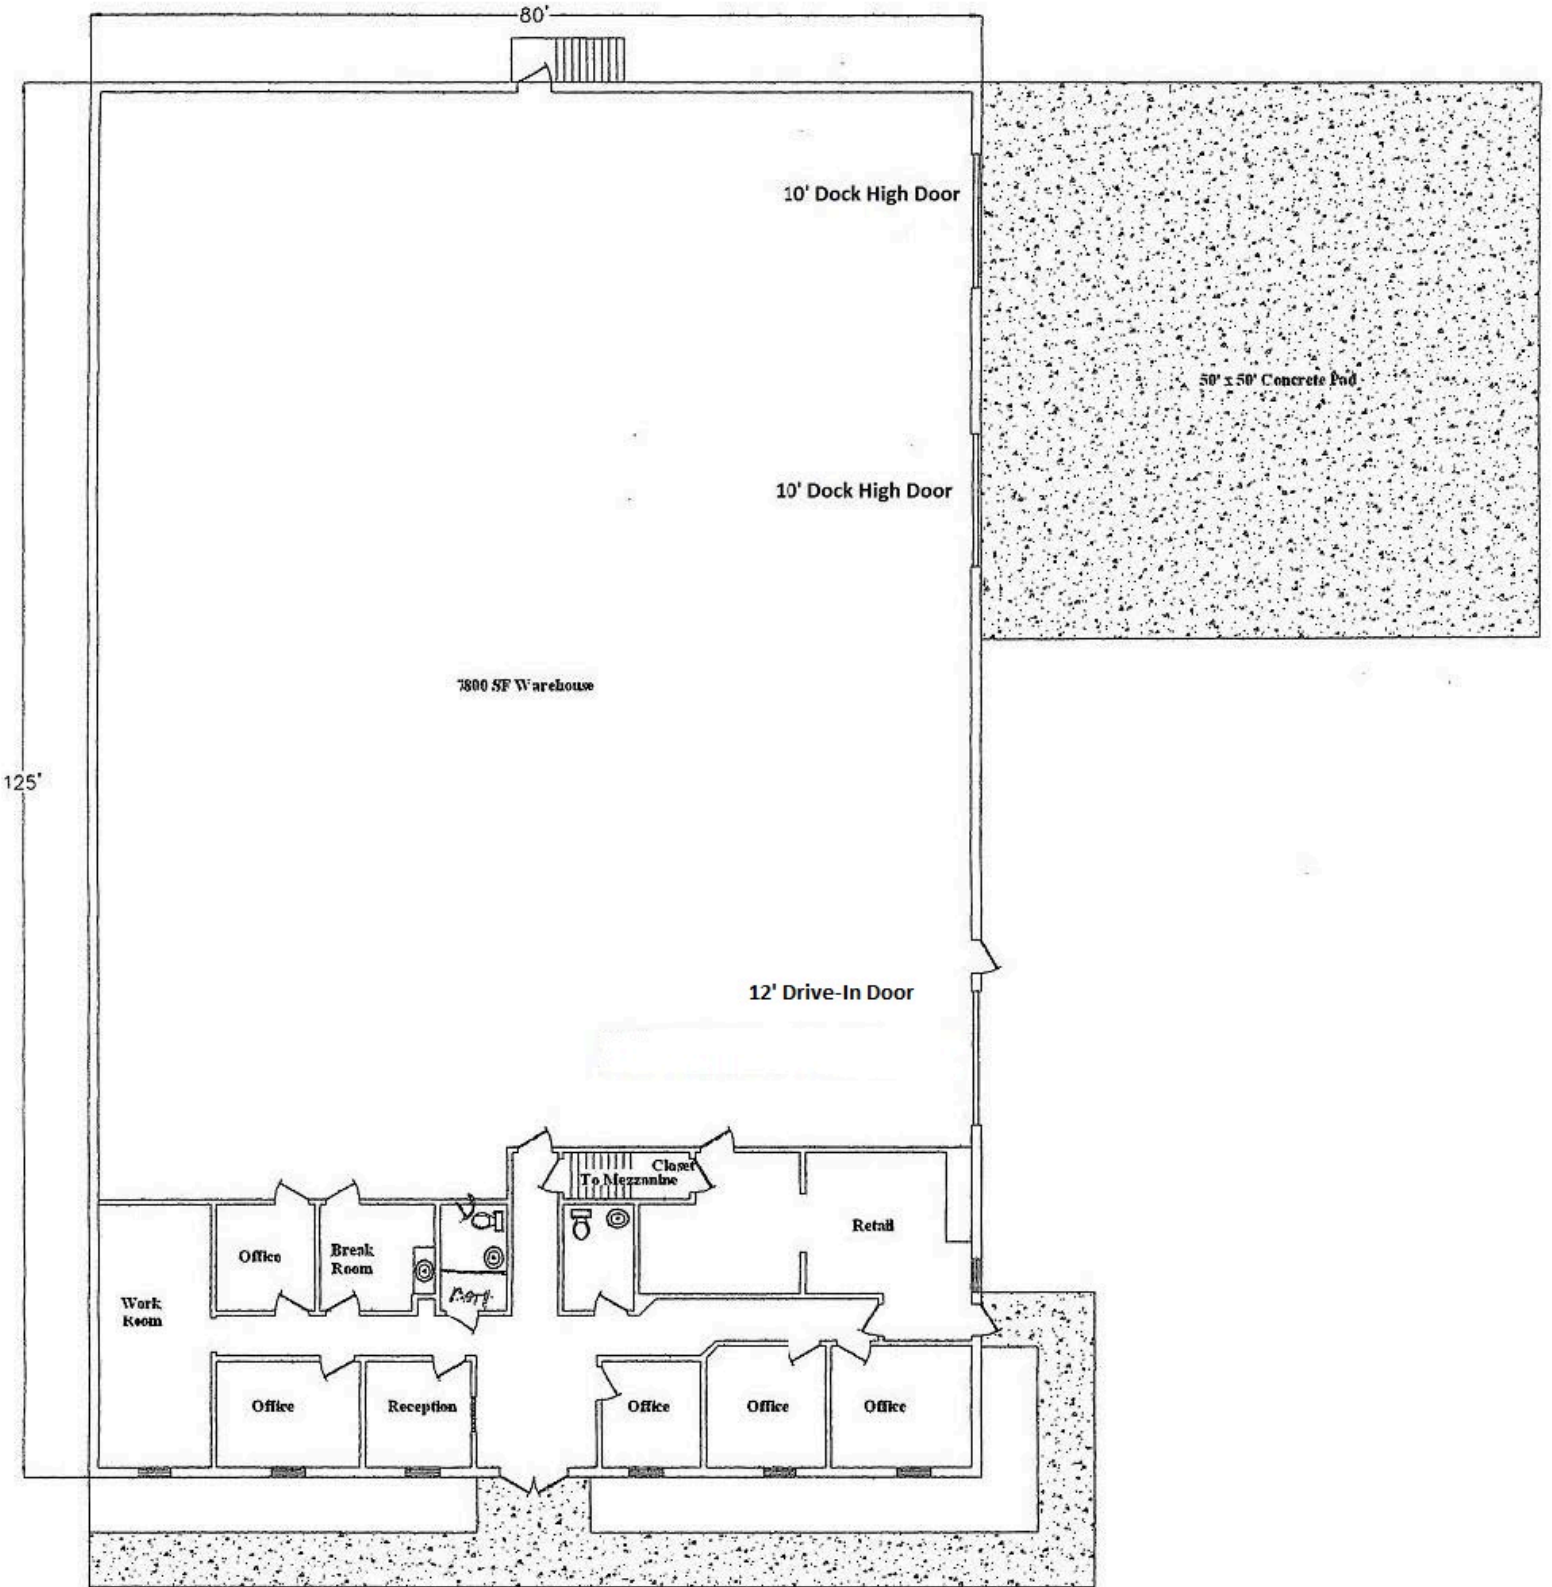 80'
10' Dock High Door
50' x 50' Concrete Pad
10' Dock High Door
7800 SF Warehouse
125'
12' Drive-In Door
Closet
To Mezzanine
Retail
Office
Break
Room
Work
Room
Office
Reception
Office
Office
Office